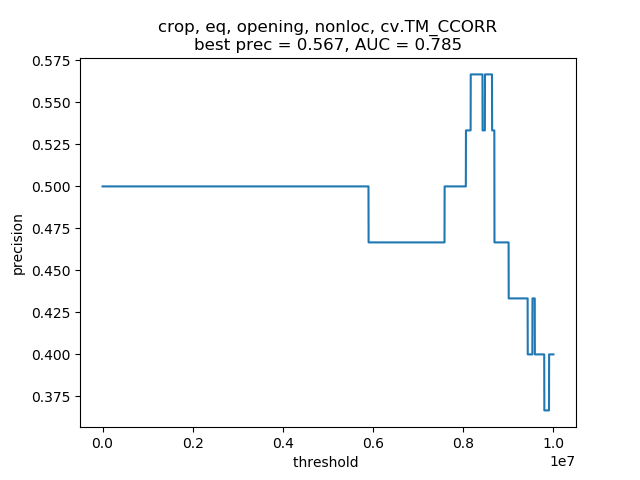 crop, eq, opening, nonloc, cv.TM_CCORR
best prec = 0.567, AUC = 0.785
0.575
0.550
0.525
0.500
0.475
0.450
0.425
0.400
0.375
precision
0.0 0.2 0.4 0.6 0.8 1.0
1e7
threshold